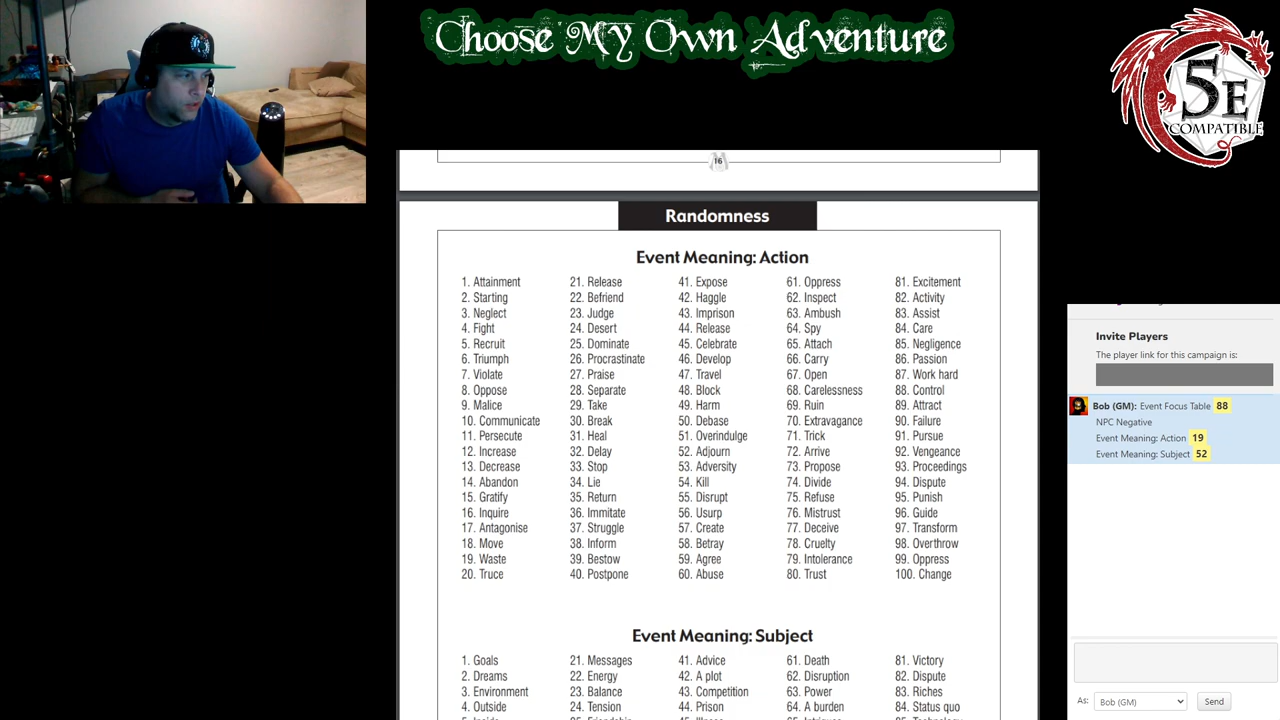 Choose My Own Adventure
5E
COMPATIBLE
16
Randomness
Event Meaning: Action
1. Attainment
2. Starting
3. Neglect
4. Fight
5. Recruit
6. Triumph
7. Violate
8. Oppose
9. Malice
10. Communicate
11. Persecute
12. Increase
13. Decrease
14. Abandon
15. Gratify
16. Inquire
17. Antagonise
18. Move
19. Waste
20. Truce
21. Release
22. Befriend
23. Judge
24. Desert
25. Dominate
26. Procrastinate
27. Praise
28. Separate
29. Take
30. Break
31. Heal
32. Delay
33. Stop
34. Lie
35. Return
36. Immitate
37. Struggle
38. Inform
39. Bestow
40. Postpone
41. Expose
42. Haggle
43. Imprison
44. Release
45. Celebrate
46. Develop
47. Travel
48. Block
49. Harm
50. Debase
51. Overindulge
52. Adjourn
53. Adversity
54. Kill
55. Disrupt
56. Usurp
57. Create
58. Betray
59. Agree
60. Abuse
61. Oppress
62. Inspect
63. Ambush
64. Spy
65. Attach
66. Carry
67. Open
68. Carelessness
69. Ruin
70. Extravagance
71. Trick
72. Arrive
73. Propose
74. Divide
75. Refuse
76. Mistrust
77. Deceive
78. Cruelty
79. Intolerance
80. Trust
81. Excitement
82. Activity
83. Assist
84. Care
85. Negligence
86. Passion
87. Work hard
88. Control
89. Attract
90. Failure
91. Pursue
92. Vengeance
93. Proceedings
94. Dispute
95. Punish
96. Guide
97. Transform
98. Overthrow
99. Oppress
100. Change
Event Meaning: Subject
1. Goals
2. Dreams
3. Environment
4. Outside
21. Messages
22. Energy
23. Balance
24. Tension
41. Advice
42. A plot
43. Competition
44. Prison
61. Death
62. Disruption
63. Power
64. A burden
81. Victory
82. Dispute
83. Riches
84. Status quo
Invite Players
The player link for this campaign is:
Bob (GM): Event Focus Table 88
NPC Negative
Event Meaning: Action 19
Event Meaning: Subject 52
As: Bob (GM) Send